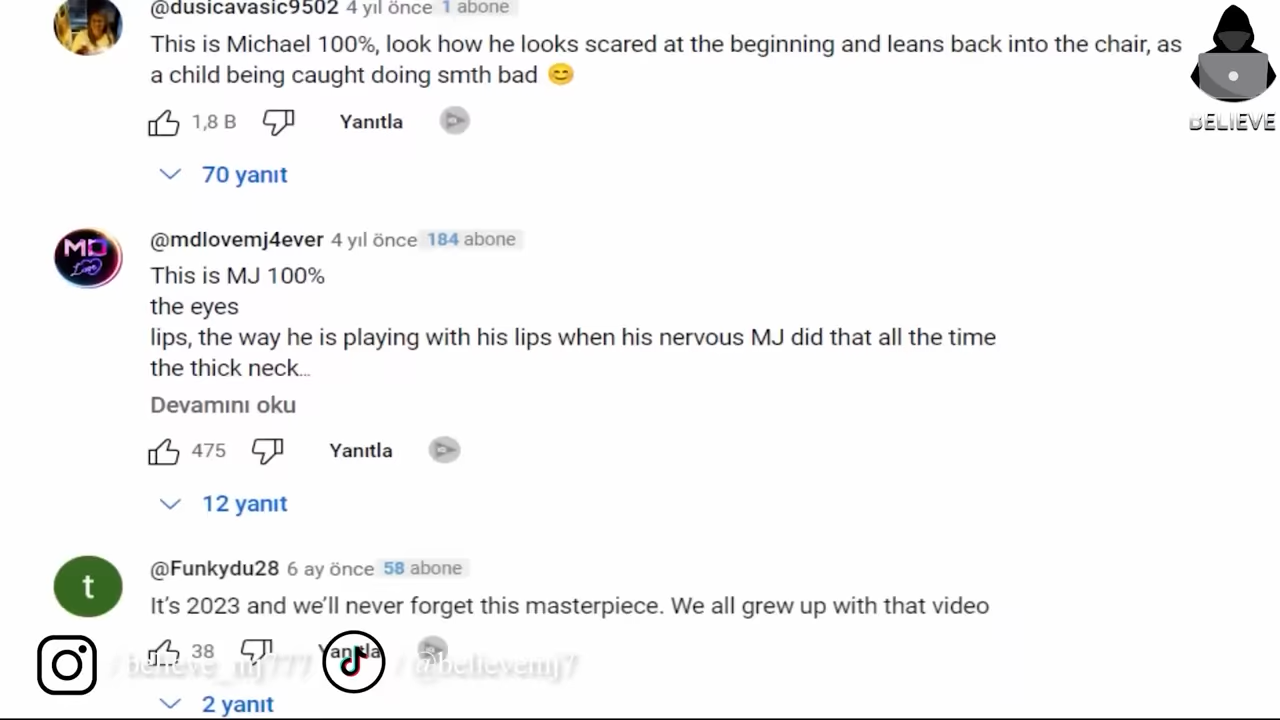 @dusicavasic9502 4 yıl önce 1 abone
This is Michael 100%, look how he looks scared at the beginning and leans back into the chair, as
a child being caught doing smth bad 😊
1,8 B Yanıtla
70 yanıt
BELIEVE
MD
Love
@mdlovemj4ever 4 yıl önce 184 abone
This is MJ 100%
the eyes
lips, the way he is playing with his lips when his nervous MJ did that all the time
the thick neck...
Devamını oku
475 Yanıtla
12 yanıt
t
@Funkydu28 6 ay önce 58 abone
It’s 2023 and we’ll never forget this masterpiece. We all grew up with that video
38 Yanıtla
/ believe_mj777 / @believemj7
2 yanıt